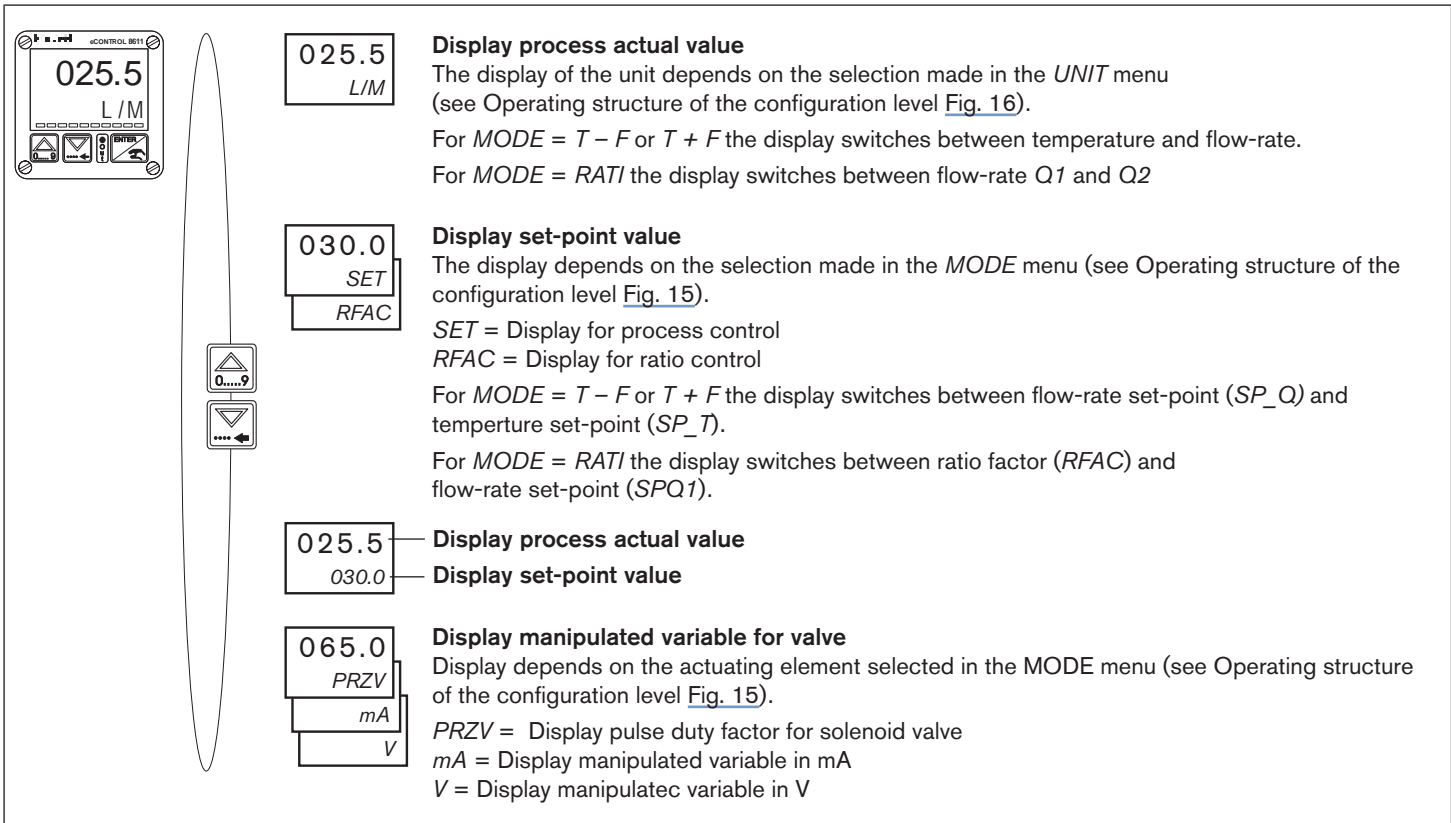 eCONTROL 8611
025.5
L/M
0.....9
ENTER
025.5
L/M
Display process actual value
The display of the unit depends on the selection made in the UNIT menu
(see Operating structure of the configuration level Fig. 16).
For MODE = T – F or T + F the display switches between temperature and flow-rate.
For MODE = RATI the display switches between flow-rate Q1 and Q2
030.0
SET
RFAC
Display set-point value
The display depends on the selection made in the MODE menu (see Operating structure of the
configuration level Fig. 15).
SET = Display for process control
RFAC = Display for ratio control
0.....9
For MODE = T – F or T + F the display switches between flow-rate set-point (SP_Q) and
temperture set-point (SP_T).
For MODE = RATI the display switches between ratio factor (RFAC) and
flow-rate set-point (SPQ1).
025.5
Display process actual value
030.0
Display set-point value
065.0
PRZV
mA
V
Display manipulated variable for valve
Display depends on the actuating element selected in the MODE menu (see Operating structure
of the configuration level Fig. 15).
PRZV = Display pulse duty factor for solenoid valve
mA = Display manipulated variable in mA
V = Display manipulatec variable in V